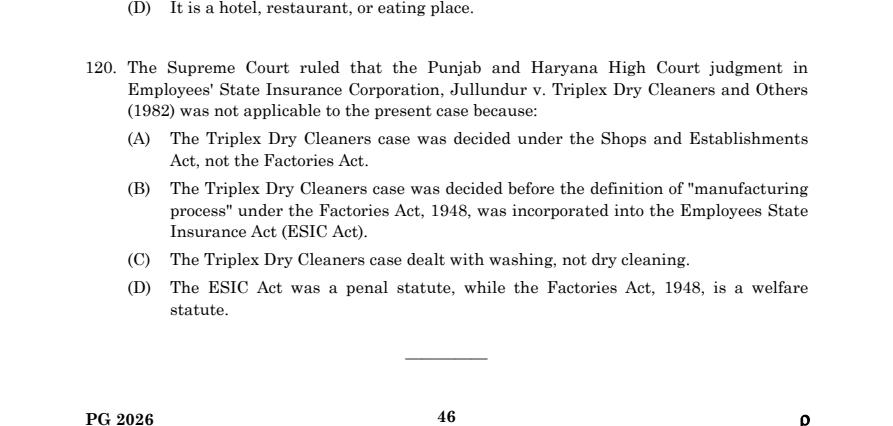 (D) It is a hotel, restaurant, or eating place.
120. The Supreme Court ruled that the Punjab and Haryana High Court judgment in
Employees' State Insurance Corporation, Jullundur v. Triplex Dry Cleaners and Others
(1982) was not applicable to the present case because:
(A) The Triplex Dry Cleaners case was decided under the Shops and Establishments
Act, not the Factories Act.
(B) The Triplex Dry Cleaners case was decided before the definition of "manufacturing
process" under the Factories Act, 1948, was incorporated into the Employees State
Insurance Act (ESIC Act).
(C) The Triplex Dry Cleaners case dealt with washing, not dry cleaning.
(D) The ESIC Act was a penal statute, while the Factories Act, 1948, is a welfare
statute.
PG 2026 46